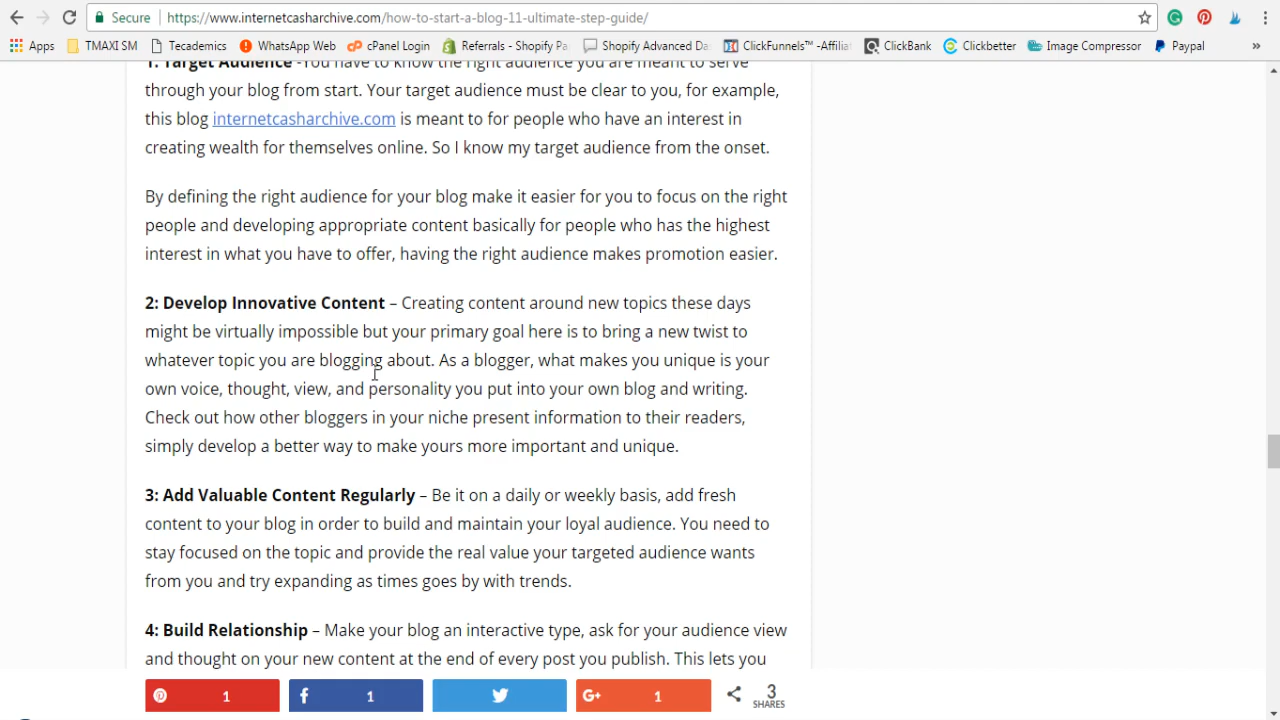 Secure
https://www.internetcasharchive.com/how-to-start-a-blog-11-ultimate-step-guide/
Apps TMAXI SM Tecademics WhatsApp Web cPanel Login Referrals - Shopify Pa Shopify Advanced Da ClickFunnels™ -Affilia ClickBank Clickbetter Image Compressor Paypal »
1: Target Audience -You have to know the right audience you are meant to serve
through your blog from start. Your target audience must be clear to you, for example,
this blog internetcasharchive.com is meant to for people who have an interest in
creating wealth for themselves online. So I know my target audience from the onset.
By defining the right audience for your blog make it easier for you to focus on the right
people and developing appropriate content basically for people who has the highest
interest in what you have to offer, having the right audience makes promotion easier.
2: Develop Innovative Content – Creating content around new topics these days
might be virtually impossible but your primary goal here is to bring a new twist to
whatever topic you are blogging about. As a blogger, what makes you unique is your
own voice, thought, view, and personality you put into your own blog and writing.
Check out how other bloggers in your niche present information to their readers,
simply develop a better way to make yours more important and unique.
3: Add Valuable Content Regularly – Be it on a daily or weekly basis, add fresh
content to your blog in order to build and maintain your loyal audience. You need to
stay focused on the topic and provide the real value your targeted audience wants
from you and try expanding as times goes by with trends.
4: Build Relationship – Make your blog an interactive type, ask for your audience view
and thought on your new content at the end of every post you publish. This lets you
1 1 G+ 1 3
SHARES